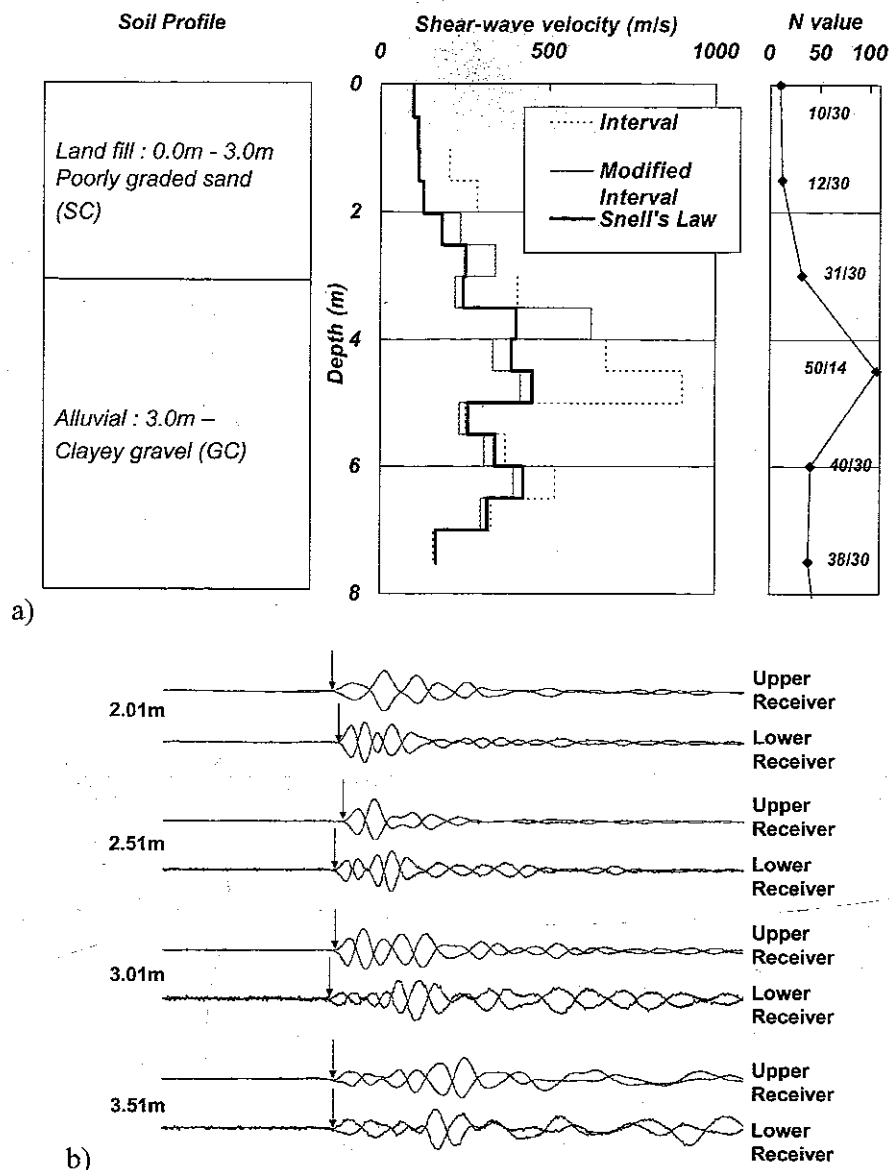 Soil Profile
Shear-wave velocity (m/s)
N value
0 500 1000
0 50 100
Land fill : 0.0m - 3.0m
Poorly graded sand
(SC)
Alluvial : 3.0m –
Clayey gravel (GC)
Depth (m)
0
2
4
6
8
Interval
Modified
Interval
Snell's Law
10/30
12/30
31/30
50/14
40/30
38/30
a)
2.01m
Upper
Receiver
Lower
Receiver
2.51m
Upper
Receiver
Lower
Receiver
3.01m
Upper
Receiver
Lower
Receiver
3.51m
Upper
Receiver
Lower
Receiver
b)